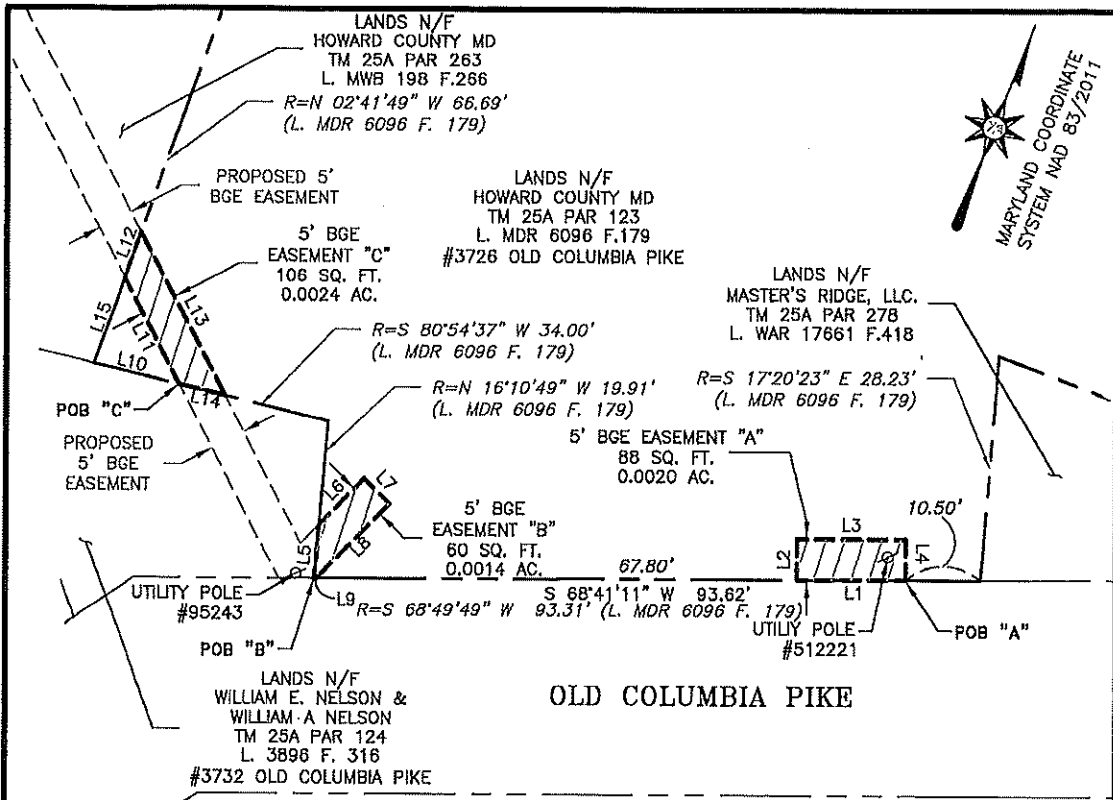 LANDS N/F
HOWARD COUNTY MD
TM 25A PAR 263
L. MWB 198 F.266
R=N 02°41'49" W 66.69'
(L. MDR 6096 F. 179)
MARYLAND COORDINATE
SYSTEM NAD 83/2011
PROPOSED 5'
BGE EASEMENT
LANDS N/F
HOWARD COUNTY MD
TM 25A PAR 123
L. MDR 6096 F.179
#3726 OLD COLUMBIA PIKE
5' BGE
EASEMENT "C"
106 SQ. FT.
0.0024 AC.
LANDS N/F
MASTER'S RIDGE, LLC.
TM 25A PAR 278
L. WAR 17661 F.418
L12
L13
L15
L11
L10
L14
R=S 80°54'37" W 34.00'
(L. MDR 6096 F. 179)
R=N 16°10'49" W 19.91'
(L. MDR 6096 F. 179)
R=S 17°20'23" E 28.23'
(L. MDR 6096 F. 179)
POB "C"
PROPOSED
5' BGE
EASEMENT
5' BGE EASEMENT "A"
88 SQ. FT.
0.0020 AC.
10.50'
L6
L7
L5
L8
5' BGE
EASEMENT "B"
60 SQ. FT.
0.0014 AC.
L3
L2
L4
L1
67.80'
S 68°41'11" W 93.62'
UTILITY POLE
#95243
L9
R=S 68°49'49" W 93.31' (L. MDR 6096 F. 179)
UTILIY POLE
#512221
POB "A"
POB "B"
LANDS N/F
WILLIAM E. NELSON &
WILLIAM A NELSON
TM 25A PAR 124
L. 3896 F. 316
#3732 OLD COLUMBIA PIKE
OLD COLUMBIA PIKE